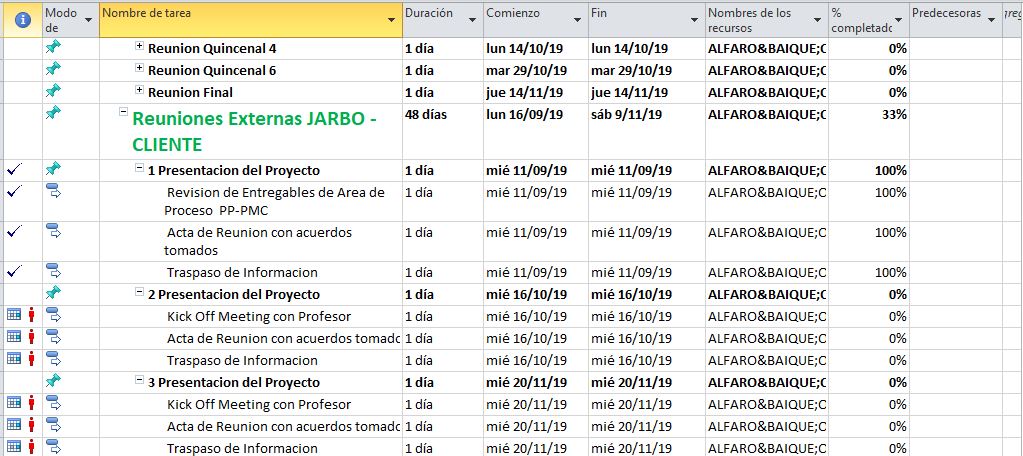 Modo de Nombre de tarea Duración Comienzo Fin Nombres de los recursos % completado Predecesoras
Reunion Quincenal 4 1 día lun 14/10/19 lun 14/10/19 ALFARO&BAIQUE;C 0%
Reunion Quincenal 6 1 día mar 29/10/19 mar 29/10/19 ALFARO&BAIQUE;C 0%
Reunion Final 1 día jue 14/11/19 jue 14/11/19 ALFARO&BAIQUE;C 0%
Reuniones Externas JARBO - 48 días lun 16/09/19 sáb 9/11/19 ALFARO&BAIQUE;C 33%
CLIENTE
1 Presentacion del Proyecto 1 día mié 11/09/19 mié 11/09/19 ALFARO&BAIQUE;C 100%
Revision de Entregables de Area de 1 día mié 11/09/19 mié 11/09/19 ALFARO&BAIQUE;C 100%
Proceso PP-PMC
Acta de Reunion con acuerdos 1 día mié 11/09/19 mié 11/09/19 ALFARO&BAIQUE;C 100%
tomados
Traspaso de Informacion 1 día mié 11/09/19 mié 11/09/19 ALFARO&BAIQUE;C 100%
2 Presentacion del Proyecto 1 día mié 16/10/19 mié 16/10/19 ALFARO&BAIQUE;C 0%
Kick Off Meeting con Profesor 1 día mié 16/10/19 mié 16/10/19 ALFARO&BAIQUE;C 0%
Acta de Reunion con acuerdos tomado 1 día mié 16/10/19 mié 16/10/19 ALFARO&BAIQUE;C 0%
Traspaso de Informacion 1 día mié 16/10/19 mié 16/10/19 ALFARO&BAIQUE;C 0%
3 Presentacion del Proyecto 1 día mié 20/11/19 mié 20/11/19 ALFARO&BAIQUE;C 0%
Kick Off Meeting con Profesor 1 día mié 20/11/19 mié 20/11/19 ALFARO&BAIQUE;C 0%
Acta de Reunion con acuerdos tomado 1 día mié 20/11/19 mié 20/11/19 ALFARO&BAIQUE;C 0%
Traspaso de Informacion 1 día mié 20/11/19 mié 20/11/19 ALFARO&BAIQUE;C 0%